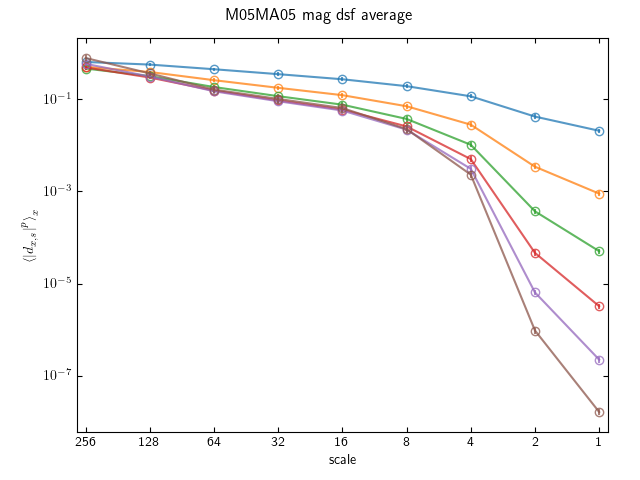 M05MA05 mag dsf average
10⁻¹
10⁻³
10⁻⁵
10⁻⁷
⟨|d_{x,s}|^p⟩_x
256 128 64 32 16 8 4 2 1
scale